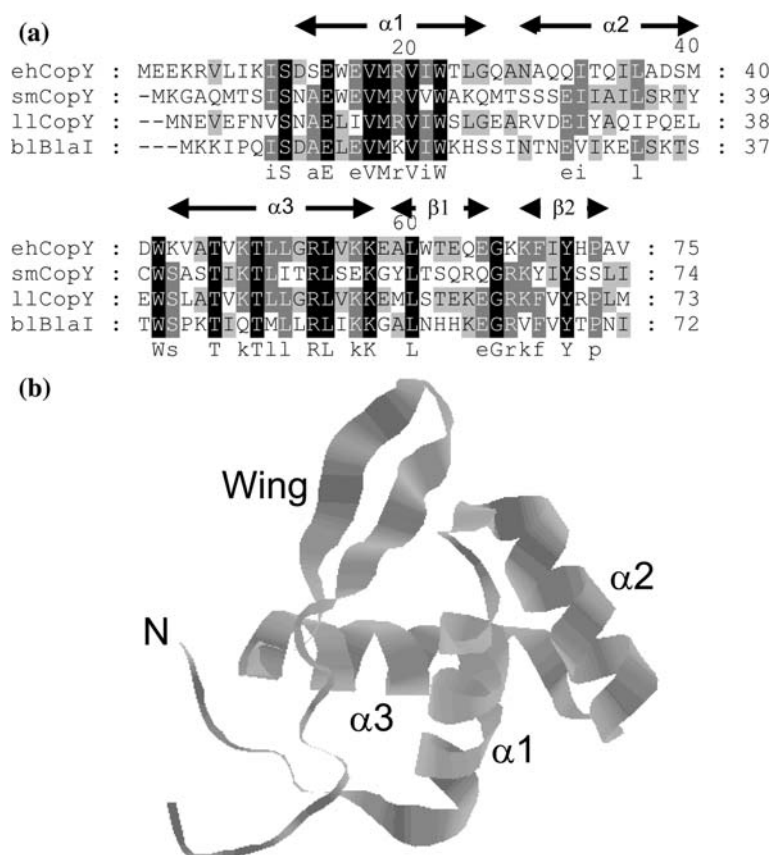 (a)
α1 α2
20 40
ehCopY : MEEKRVLIKISDSEWEVMRVIWTLGQANAQQITQILADSM : 40
smCopY : -MKGAQMTSISNAEWEVMRVVWAKQMTSSSEIIAILSRTY : 39
llCopY : --MNEVEFNVSNAELIVMRVIWSLGEARVDEIYAQIPQEL : 38
blBlaI : ---MKKIPQISDAELEVMKVIWKHSSINTNEVIKELSKTS : 37
iS aE eVMrViW ei l
α3 β1 β2
60
ehCopY : DWKVATVKTLLGRLVKKEALWTEQEGKKFIYHPAV : 75
smCopY : CWSASTIKTLITRLSEKGYLTSQRQGRKYIYSSLI : 74
llCopY : EWSLATVKTLLGRLVKKEMLSTEKEGRKFVYRPLM : 73
blBlaI : TWSPKTIQTMLLRLIKKGALNHHKEGRVFVYTPNI : 72
Ws T kTll RL kK L eGrkf Y p
(b)
Wing
α2
N
α3
α1